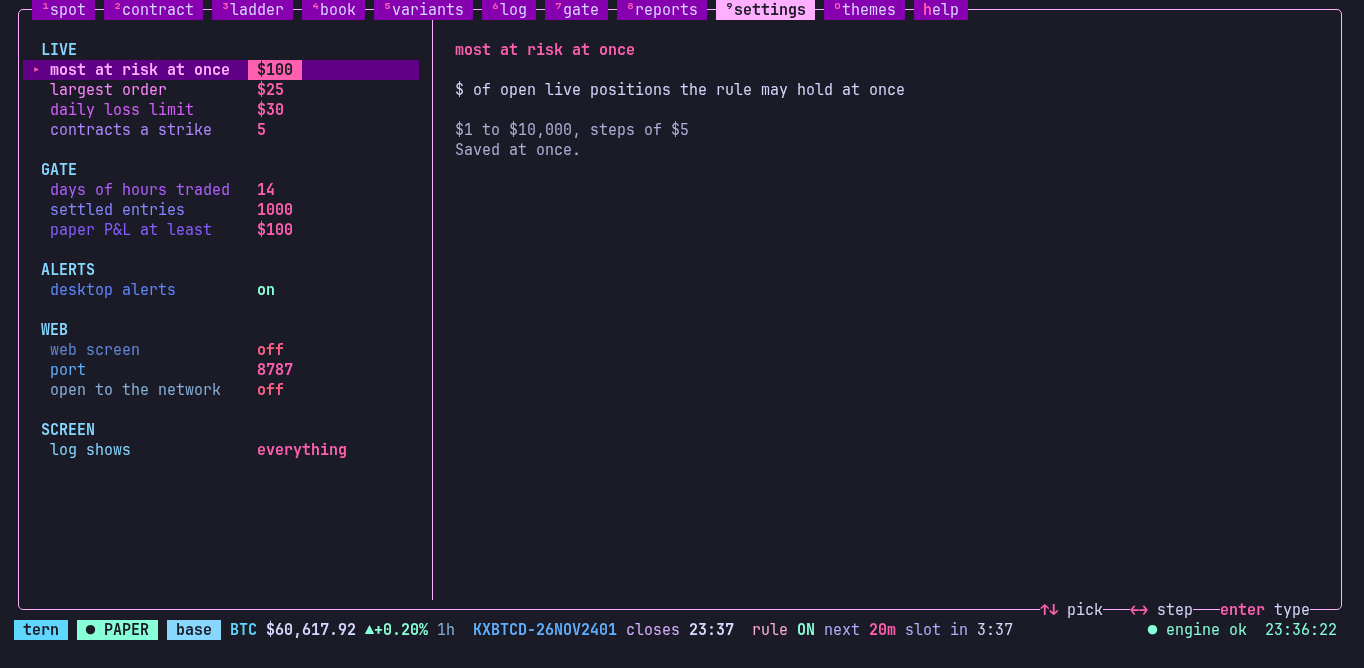 ¹spot ²contract ³ladder ⁴book ⁵variants ⁶log ⁷gate ⁸reports ⁹settings ⁰themes help
LIVE
▸ most at risk at once $100
largest order $25
daily loss limit $30
contracts a strike 5
GATE
days of hours traded 14
settled entries 1000
paper P&L at least $100
ALERTS
desktop alerts on
WEB
web screen off
port 8787
open to the network off
SCREEN
log shows everything
most at risk at once
$ of open live positions the rule may hold at once
$1 to $10,000, steps of $5
Saved at once.
↑↓ pick ←→ step enter type
tern ● PAPER base BTC $60,617.92 ▲+0.20% 1h KXBTCD-26NOV2401 closes 23:37 rule ON next 20m slot in 3:37 ● engine ok 23:36:22